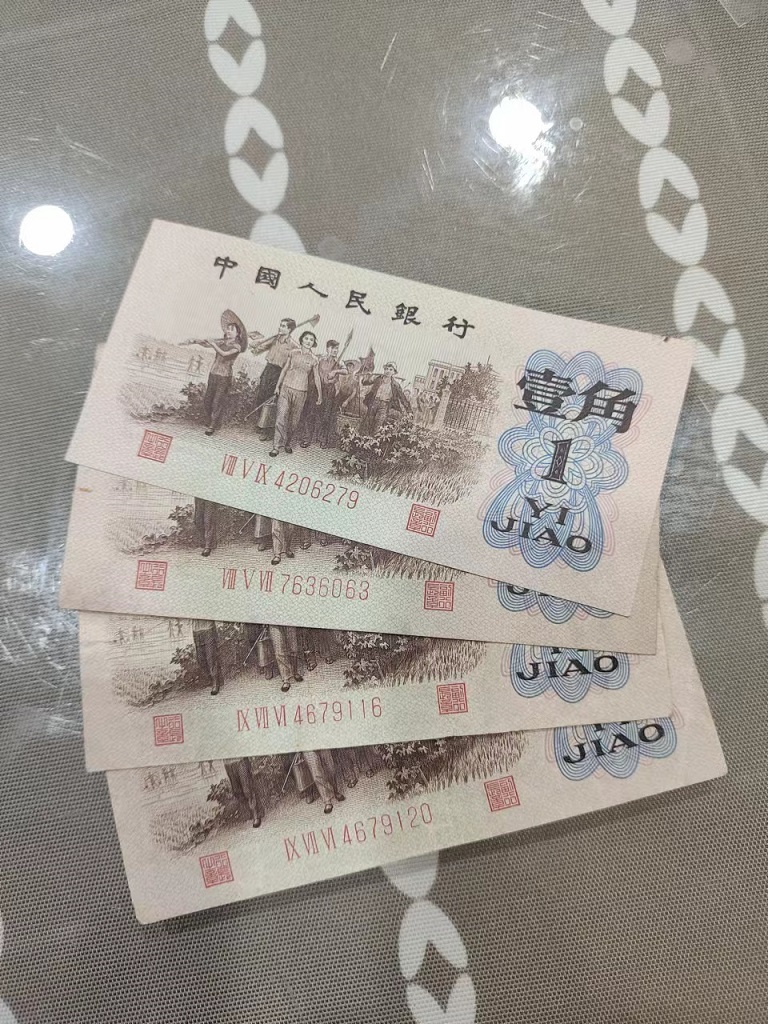 中國人民銀行
壹角
1
YI
JIAO
VIII V IX 4206279
VIII V VII 7636063
JIAO
IX VII VI 4679116
JIAO
IX VII VI 4679120